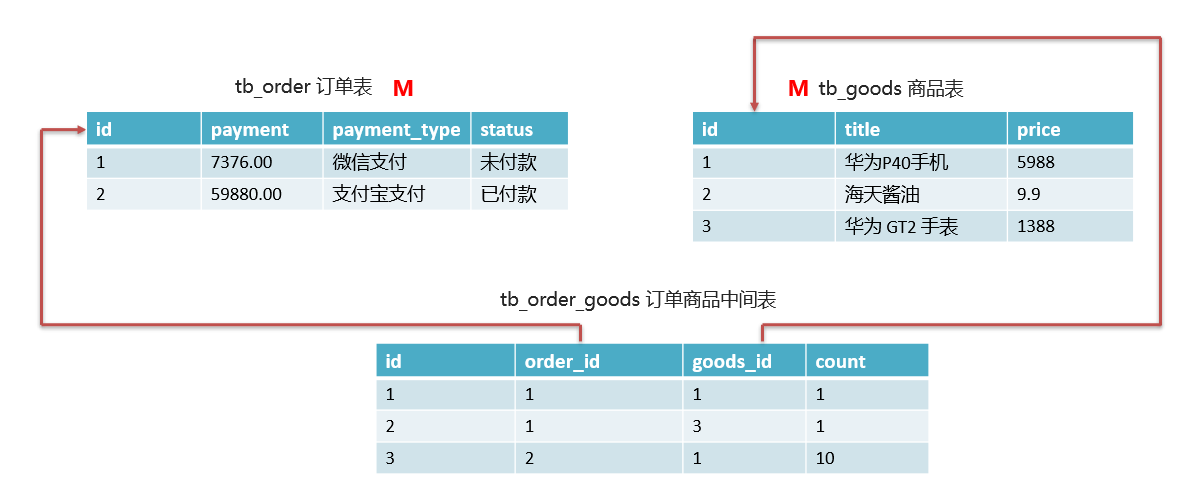 tb_order 订单表 M
id payment payment_type status
1 7376.00 微信支付 未付款
2 59880.00 支付宝支付 已付款
M tb_goods 商品表
id title price
1 华为P40手机 5988
2 海天酱油 9.9
3 华为 GT2 手表 1388
tb_order_goods 订单商品中间表
id order_id goods_id count
1 1 1 1
2 1 3 1
3 2 1 10